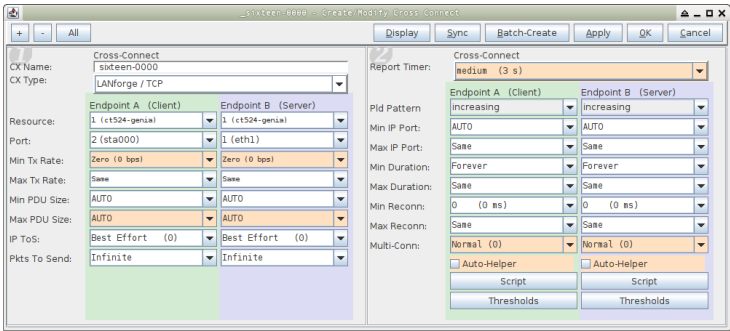 _sixteen-0000 - Create/Modify Cross-Connect
+ - All Display Sync Batch-Create Apply OK Cancel
1
Cross-Connect
CX Name: sixteen-0000
CX Type: LANforge / TCP
Endpoint A (Client) Endpoint B (Server)
Resource: 1 (ct524-genia) 1 (ct524-genia)
Port: 2 (sta000) 1 (eth1)
Min Tx Rate: Zero (0 bps) Zero (0 bps)
Max Tx Rate: Same Same
Min PDU Size: AUTO AUTO
Max PDU Size: AUTO AUTO
IP ToS: Best Effort (0) Best Effort (0)
Pkts To Send: Infinite Infinite
2
Cross-Connect
Report Timer: medium (3 s)
Endpoint A (Client) Endpoint B (Server)
Pld Pattern increasing increasing
Min IP Port: AUTO AUTO
Max IP Port: Same Same
Min Duration: Forever Forever
Max Duration: Same Same
Min Reconn: 0 (0 ms) 0 (0 ms)
Max Reconn: Same Same
Multi-Conn: Normal (0) Normal (0)
Auto-Helper Auto-Helper
Script Script
Thresholds Thresholds